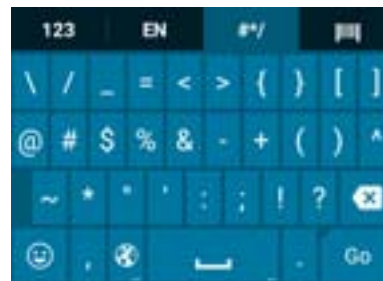 123 EN #*/
\ / _ = < > { } [ ]
@ # $ % & - + ( ) ^
~ * " ' : ; ! ?
, . Go